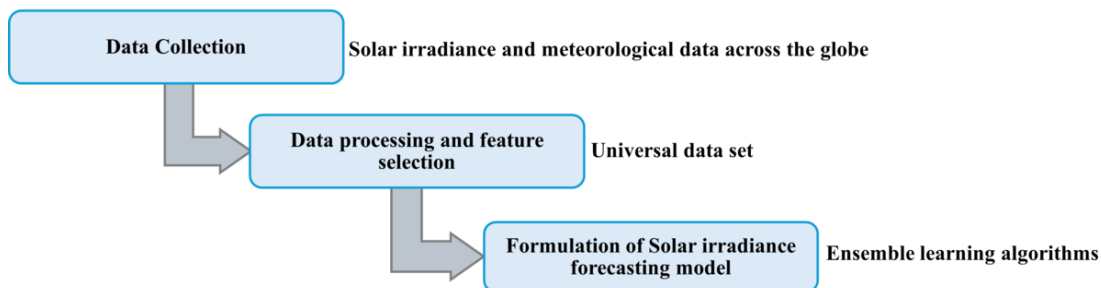 Data Collection
Solar irradiance and meteorological data across the globe
Data processing and feature
selection
Universal data set
Formulation of Solar irradiance
forecasting model
Ensemble learning algorithms